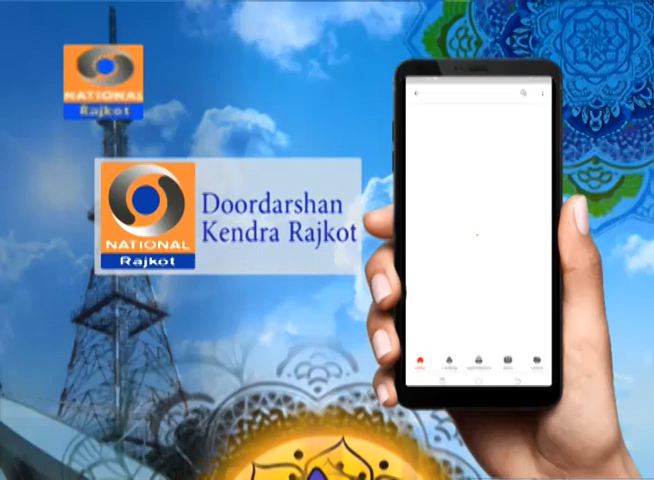 NATIONAL
Rajkot
NATIONAL
Rajkot
Doordarshan
Kendra Rajkot